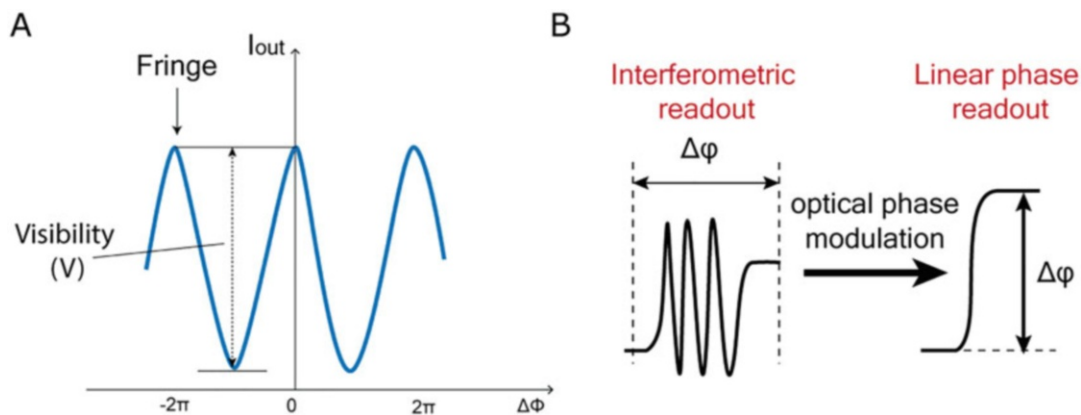 A
Iout
Fringe
Visibility
(V)
-2π
0
2π
ΔΦ
B
Interferometric
readout
Δφ
optical phase
modulation
Linear phase
readout
Δφ